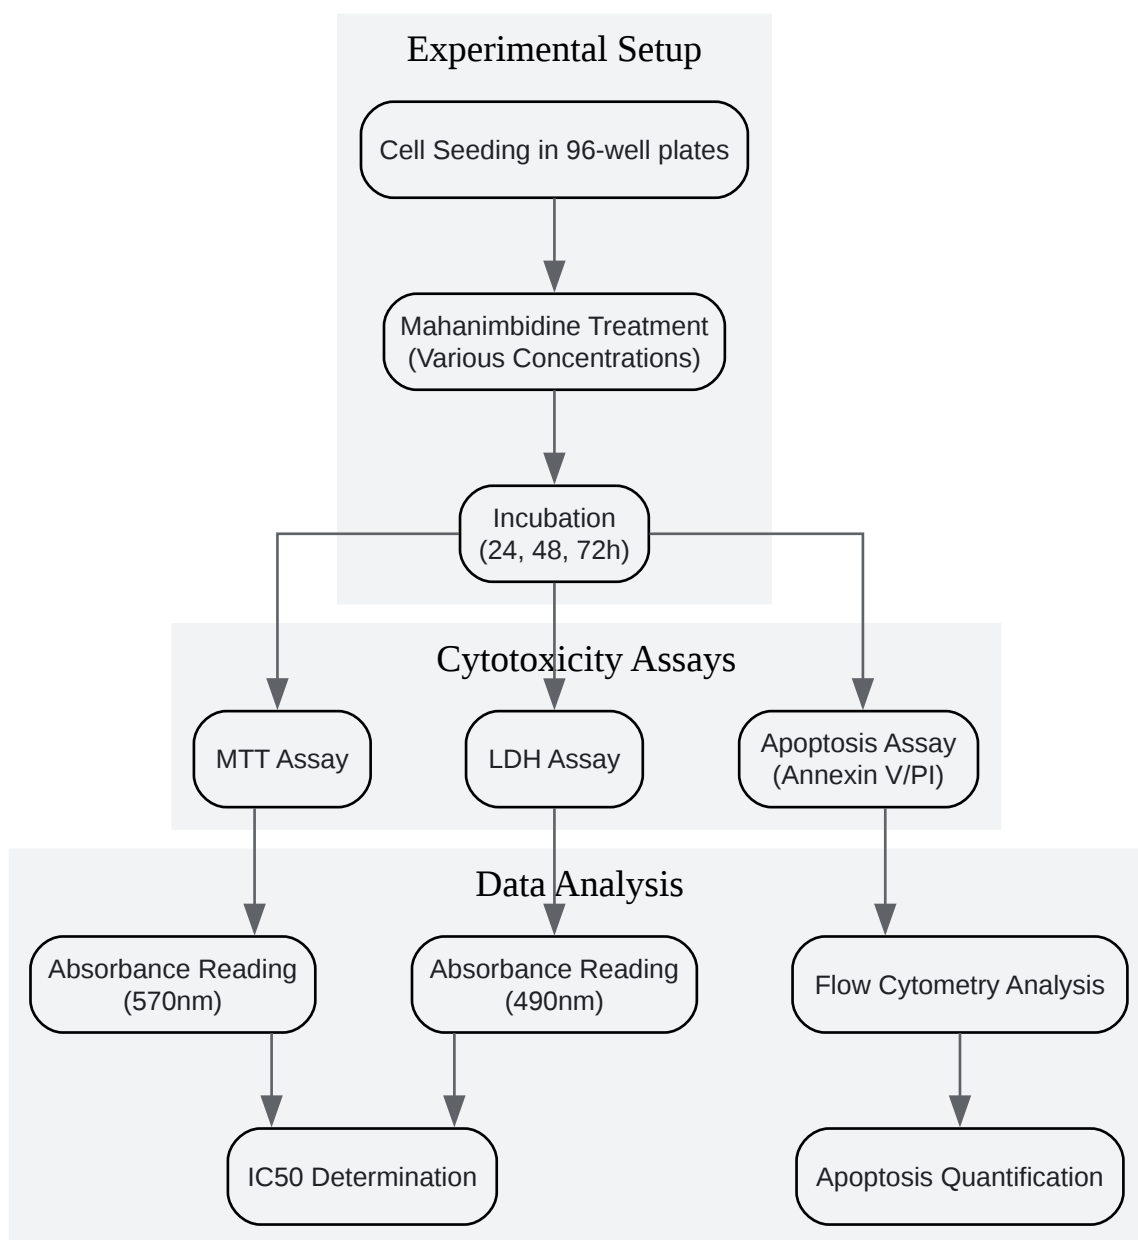 Experimental Setup
Cell Seeding in 96-well plates
Mahanimbidine Treatment
(Various Concentrations)
Incubation
(24, 48, 72h)
Cytotoxicity Assays
MTT Assay
LDH Assay
Apoptosis Assay
(Annexin V/PI)
Data Analysis
Absorbance Reading
(570nm)
Absorbance Reading
(490nm)
Flow Cytometry Analysis
IC50 Determination
Apoptosis Quantification